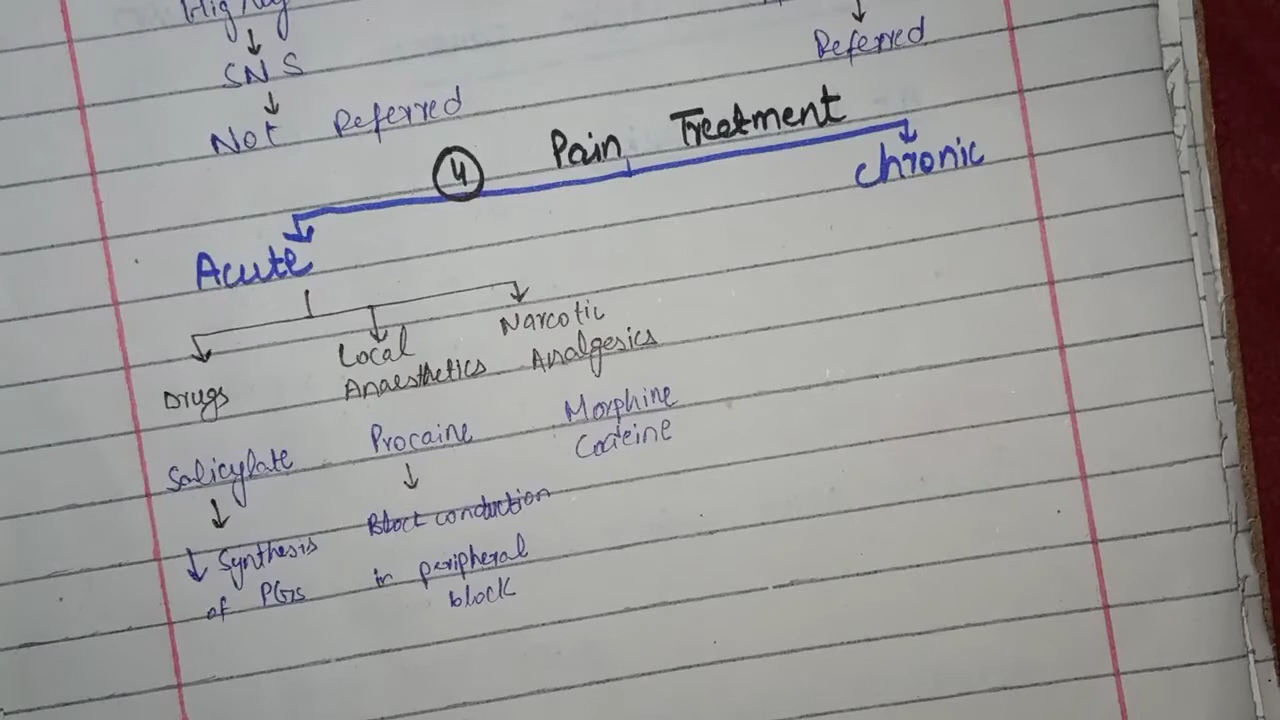 SNS
Not Referred
Referred
4 Pain Treatment
Acute
chronic
Drugs
Salicylate
↓ Synthesis
of PGs
Local
Anaesthetics
Procaine
Block conduction
in peripheral
block
Narcotic
Analgesics
Morphine
Codeine